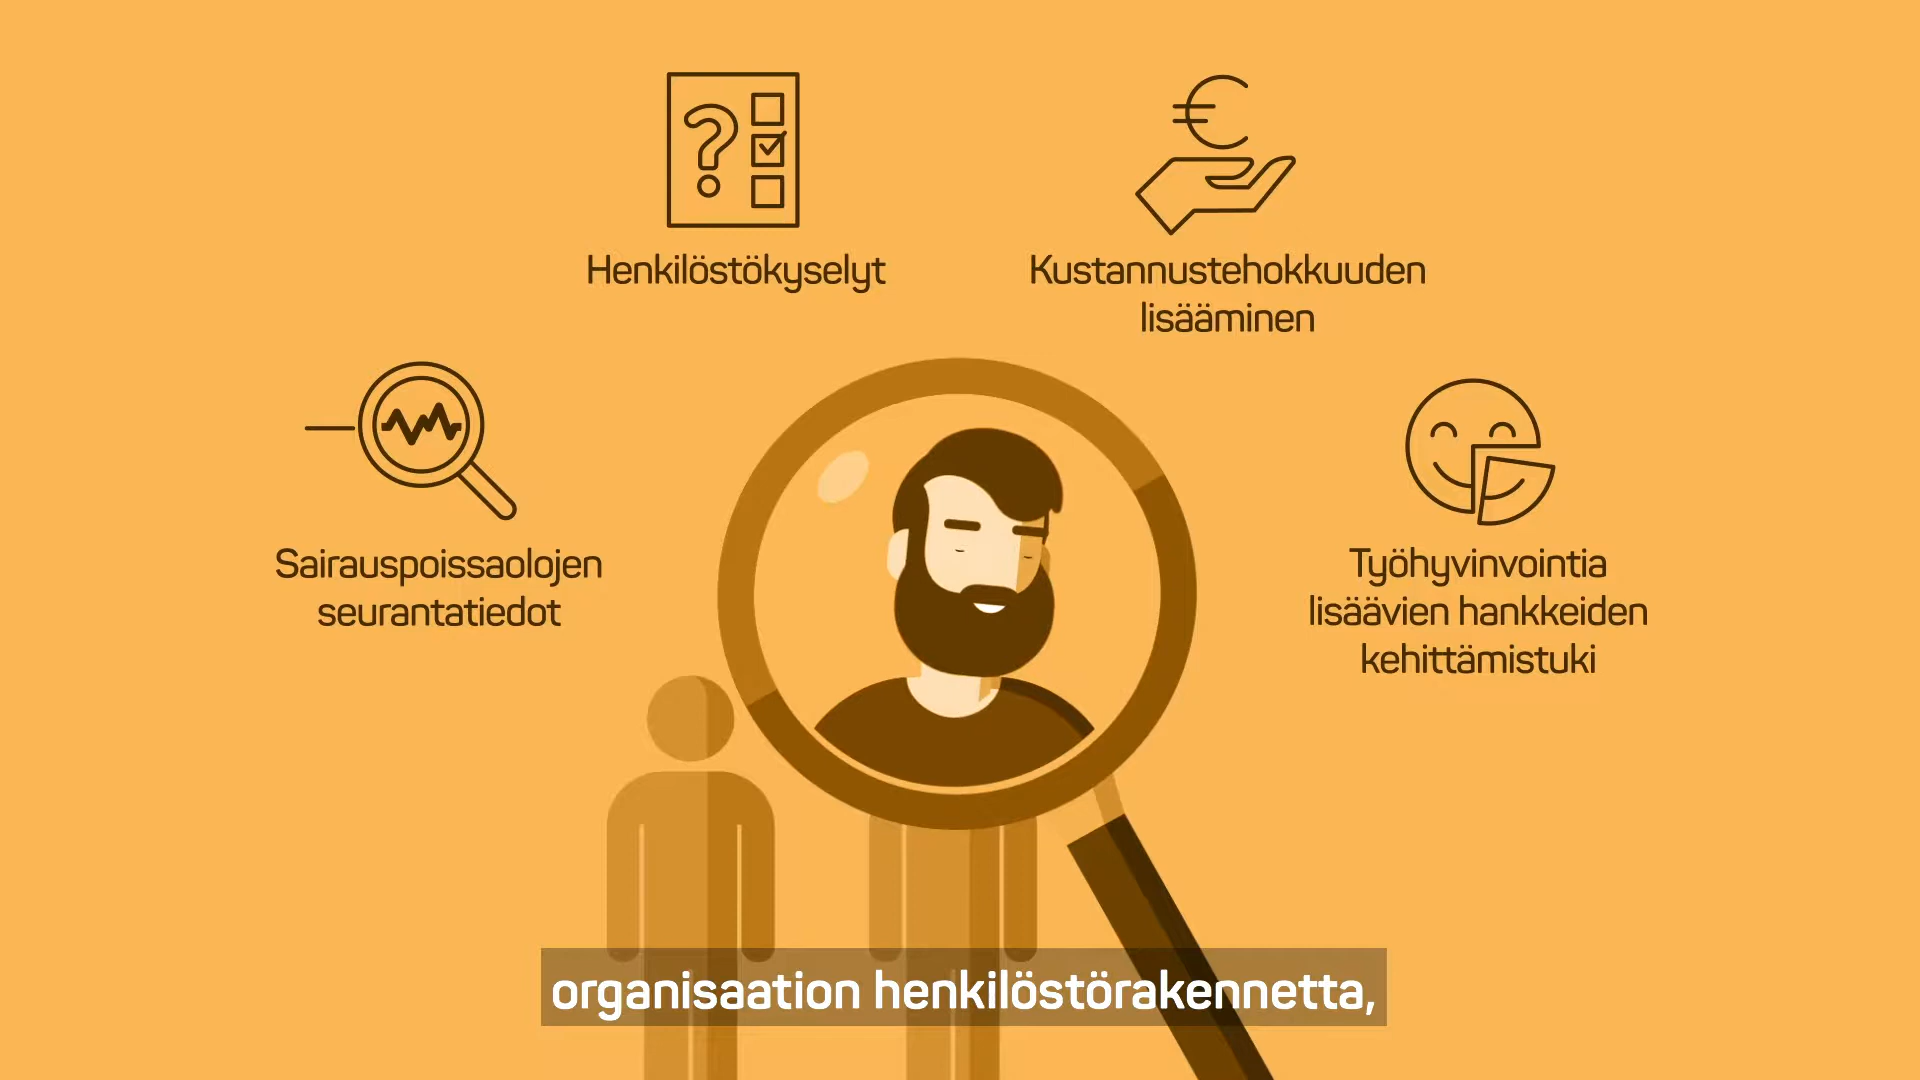 Henkilöstökyselyt
Kustannustehokkuuden
lisääminen
Sairauspoissaolojen
seurantatiedot
Työhyvinvointia
lisäävien hankkeiden
kehittämistuki
organisaation henkilöstörakennetta,